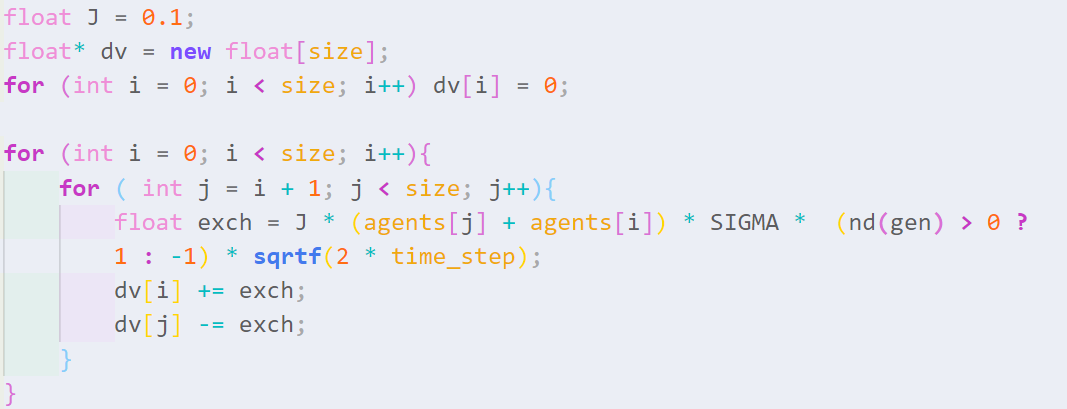 float J = 0.1;
float* dv = new float[size];
for (int i = 0; i < size; i++) dv[i] = 0;
for (int i = 0; i < size; i++){
for ( int j = i + 1; j < size; j++){
float exch = J * (agents[j] + agents[i]) * SIGMA *  (nd(gen) > 0 ?
1 : -1) * sqrtf(2 * time_step);
dv[i] += exch;
dv[j] -= exch;
}
}